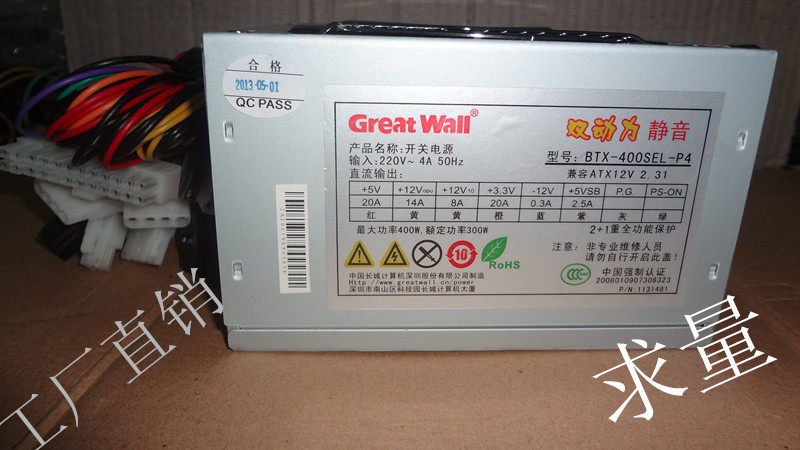 合格
2013-05-01
QC PASS
Great Wall®
双动力 静音
产品名称:开关电源
型号: BTX-400SEL-P4
输入:220V~ 4A 50Hz
兼容ATX12V 2.31
直流输出:
+5V +12Vcpu +12V10 +3.3V -12V +5VSB P.G. PS-ON
20A 14A 8A 20A 0.3A 2.5A
红 黄 黄 橙 蓝 紫 灰 绿
最大功率400W,额定功率300W
2+1重全功能保护
注意: 非专业维修人员
请勿自行开启此盖!
10
RoHS
CCC
中国强制认证
2008010907308323
P/N 1131481
中国长城计算机深圳股份有限公司制造
Http://www.greatwall.cn/power
深圳市南山区科技园长城计算机大厦
工厂直销
求量